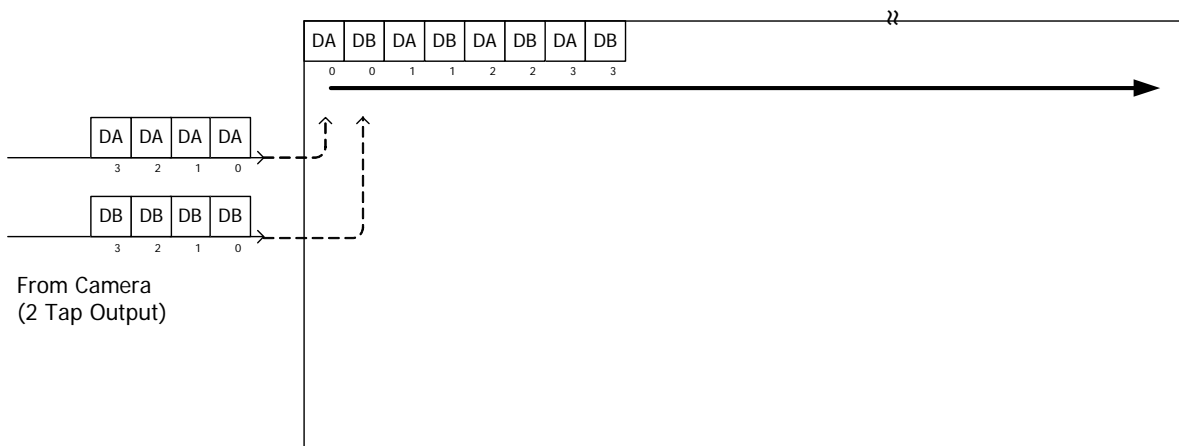 DA DB DA DB DA DB DA DB
0 0 1 1 2 2 3 3
DA DA DA DA
3 2 1 0
DB DB DB DB
3 2 1 0
From Camera
(2 Tap Output)